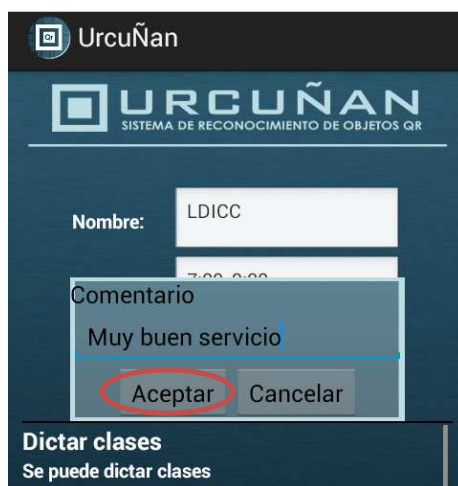 UrcuÑan
URCUÑAN
SISTEMA DE RECONOCIMIENTO DE OBJETOS QR
Nombre:
LDICC
Comentario
Muy buen servicio
Aceptar Cancelar
Dictar clases
Se puede dictar clases